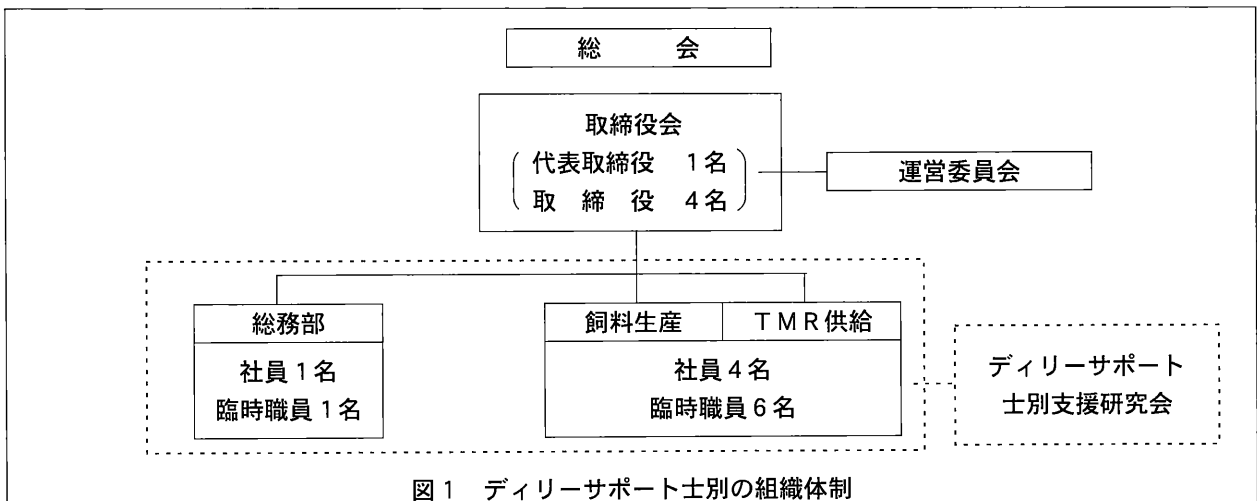 総　　会
取締役会
代表取締役　1名
取　締　役　4名
運営委員会
総務部
社員1名
臨時職員1名
飼料生産
TMR供給
社員4名
臨時職員6名
ディリーサポート
士別支援研究会
図1　ディリーサポート士別の組織体制